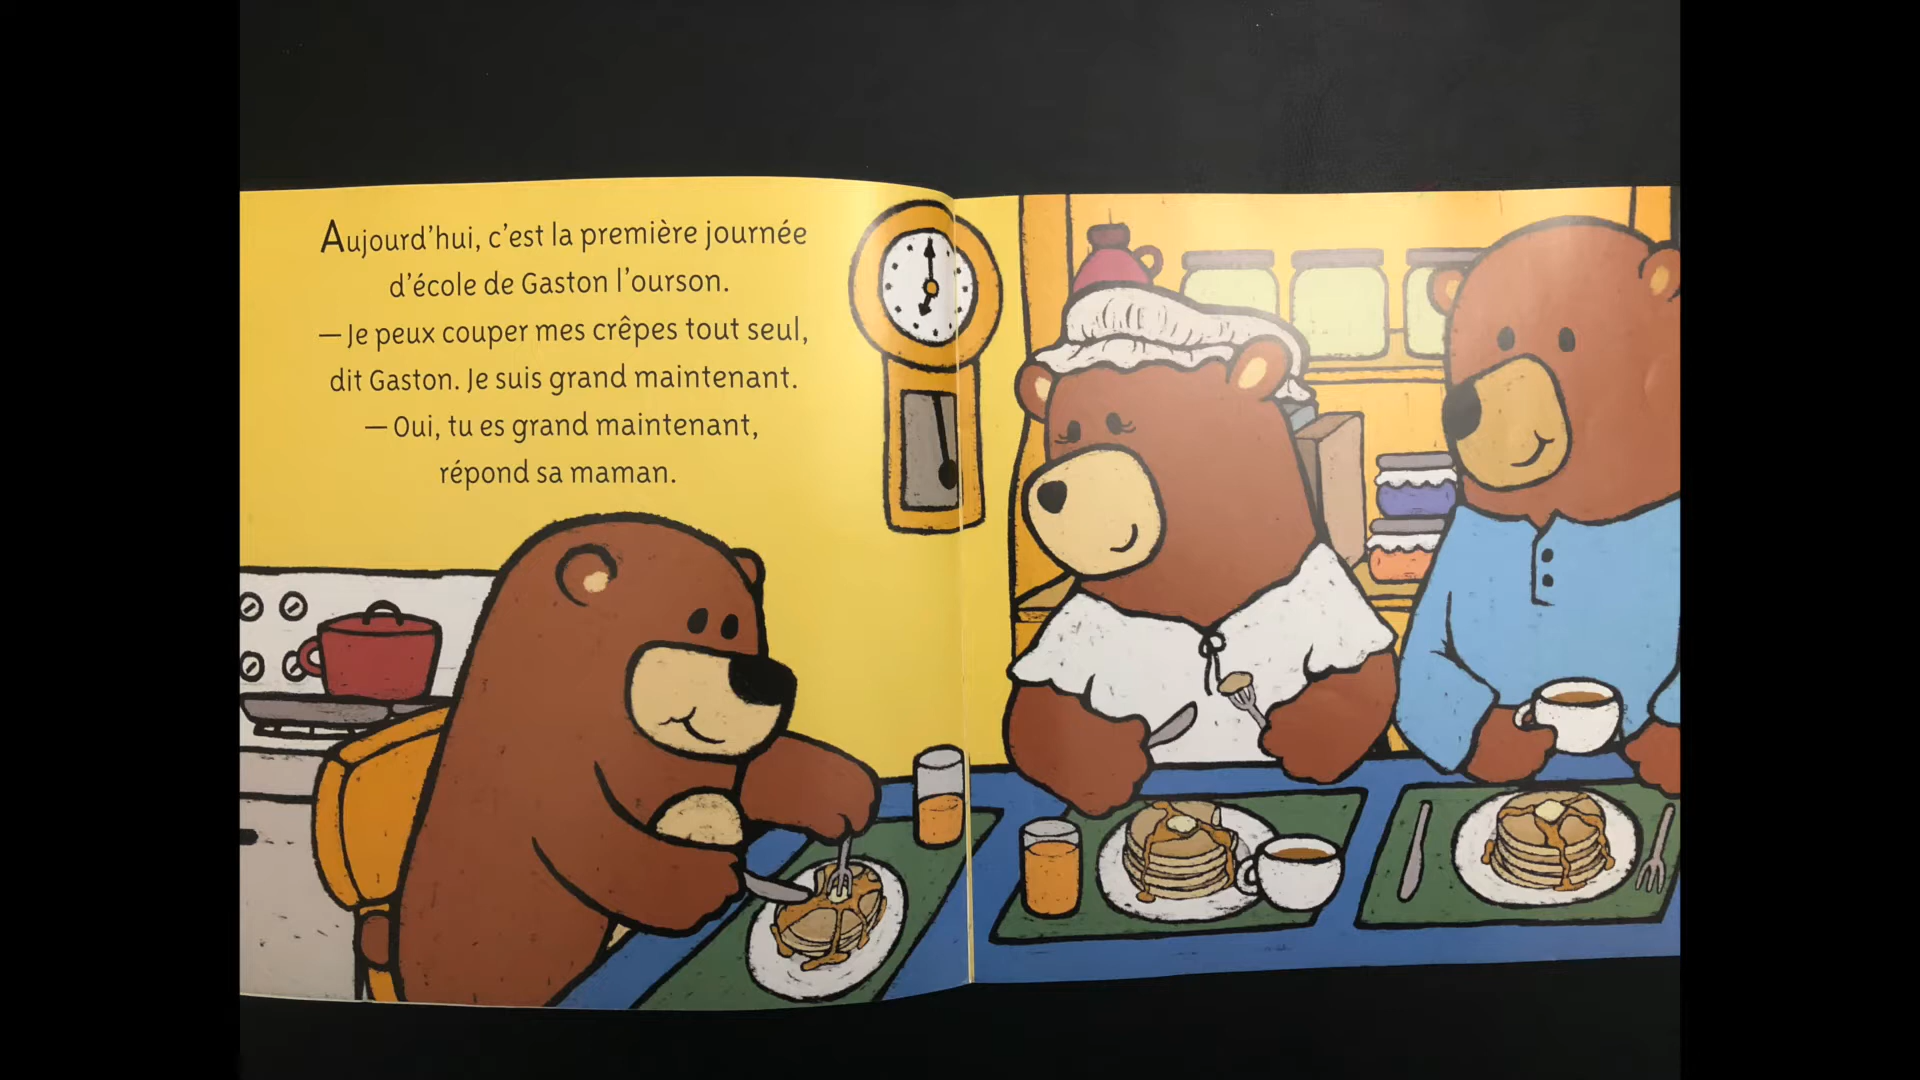 Aujourd'hui, c'est la première journée
d'école de Gaston l'ourson.
— Je peux couper mes crêpes tout seul,
dit Gaston. Je suis grand maintenant.
— Oui, tu es grand maintenant,
répond sa maman.